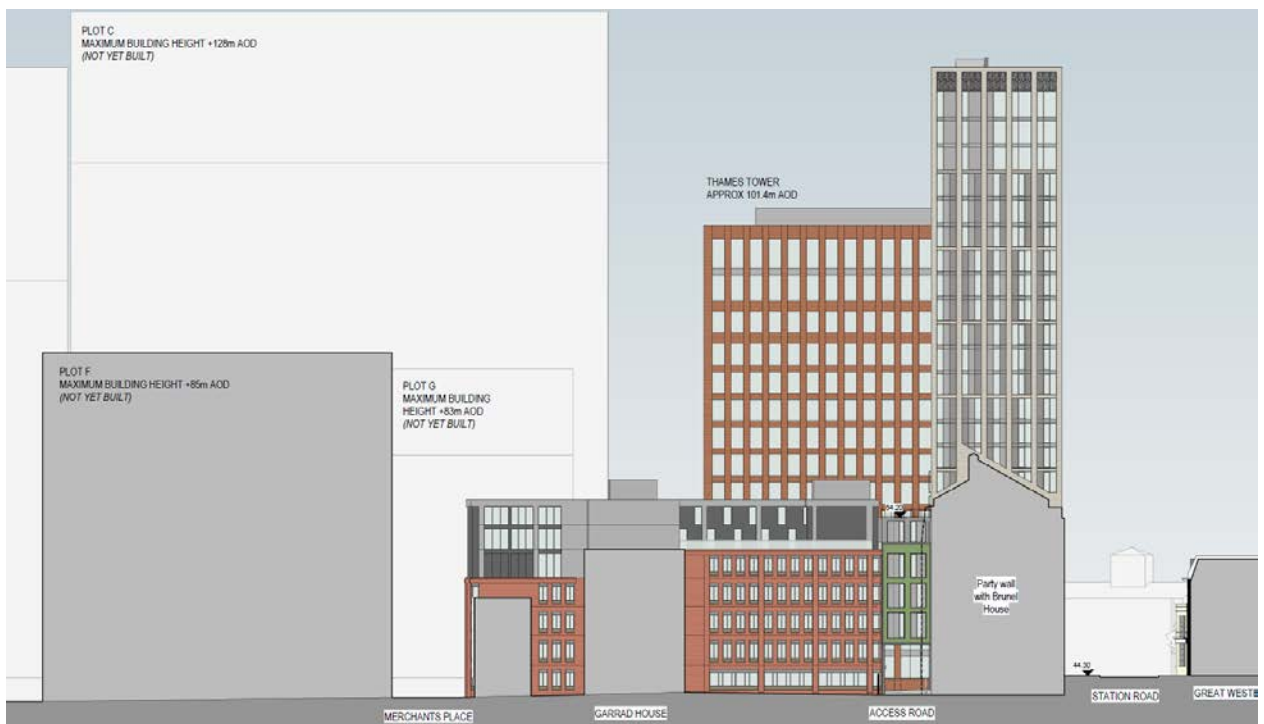 PLOT C
MAXIMUM BUILDING HEIGHT +128m AOD
(NOT YET BUILT)
THAMES TOWER
APPROX 101.4m AOD
PLOT F
MAXIMUM BUILDING HEIGHT +85m AOD
(NOT YET BUILT)
PLOT G
MAXIMUM BUILDING
HEIGHT +83m AOD
(NOT YET BUILT)
Party wall
with Brunel
House
44.30
MERCHANTS PLACE
GARRAD HOUSE
ACCESS ROAD
STATION ROAD
GREAT WESTE